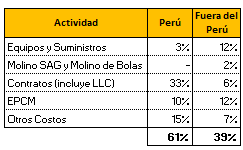 Actividad Perú Fuera del Perú
Equipos y Suministros 3% 12%
Molino SAG y Molino de Bolas - 2%
Contratos (incluye LLC) 33% 6%
EPCM 10% 12%
Otros Costos 15% 7%
61% 39%